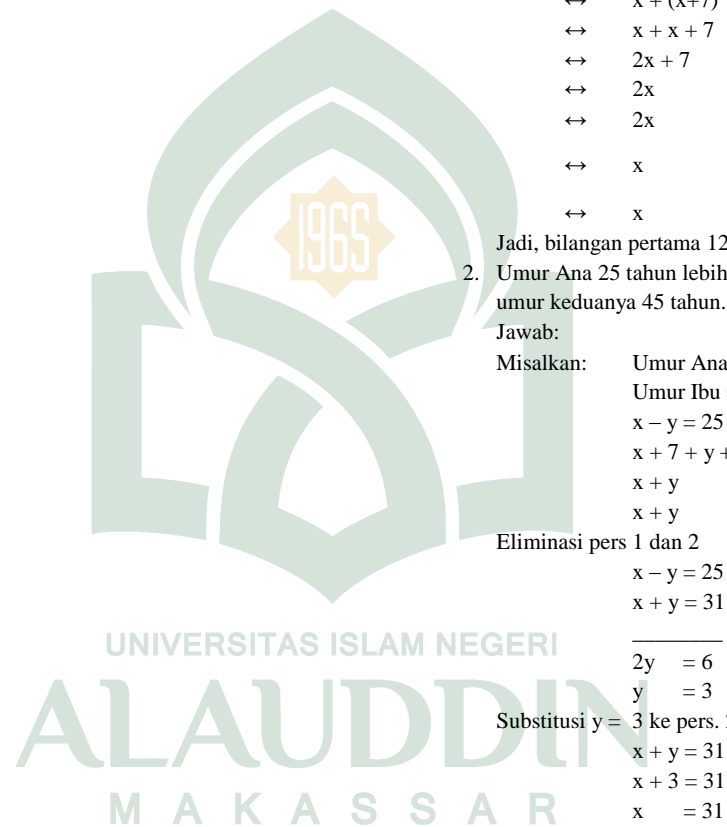 ↔ x + (x+7)
↔ x + x + 7
↔ 2x + 7
↔ 2x
↔ 2x
↔ x
↔ x
Jadi, bilangan pertama 12
2. Umur Ana 25 tahun lebih
umur keduanya 45 tahun.
Jawab:
Misalkan: Umur Ana
Umur Ibu
x – y = 25
x + 7 + y +
x + y
x + y
Eliminasi pers 1 dan 2
x – y = 25
x + y = 31
2y = 6
y = 3
Substitusi y = 3 ke pers.
x + y = 31
x + 3 = 31
x = 31
1965
UNIVERSITAS ISLAM NEGERI
ALAUDDIN
MAKASSAR